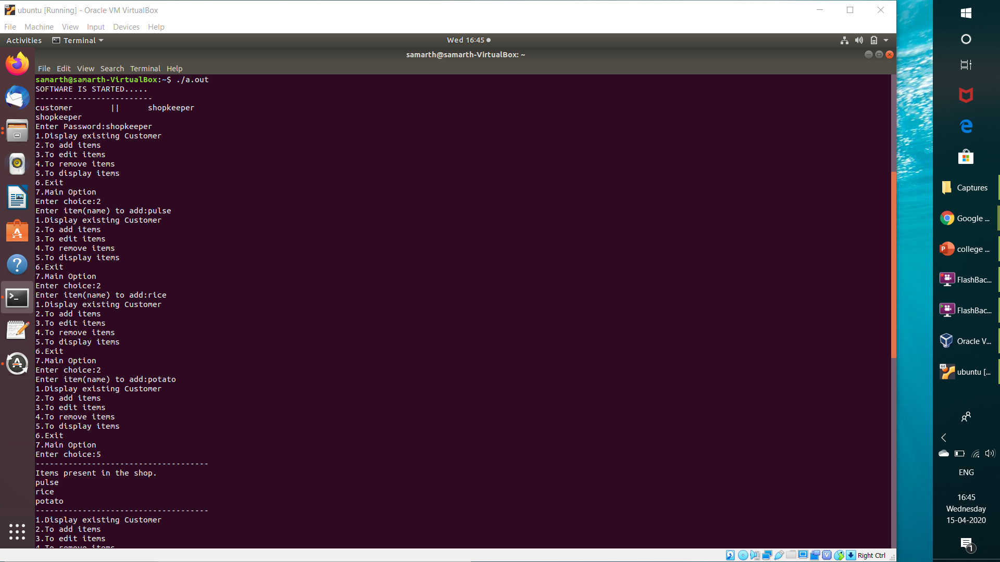 ubuntu [Running] - Oracle VM VirtualBox
File Machine View Input Devices Help
Activities Terminal Wed 16:45
samarth@samarth-VirtualBox: ~
File Edit View Search Terminal Help
samarth@samarth-VirtualBox:~$ ./a.out
SOFTWARE IS STARTED.....
-------------------------
customer || shopkeeper
shopkeeper
Enter Password:shopkeeper
1.Display existing Customer
2.To add items
3.To edit items
4.To remove items
5.To display items
6.Exit
7.Main Option
Enter choice:2
Enter item(name) to add:pulse
1.Display existing Customer
2.To add items
3.To edit items
4.To remove items
5.To display items
6.Exit
7.Main Option
Enter choice:2
Enter item(name) to add:rice
1.Display existing Customer
2.To add items
3.To edit items
4.To remove items
5.To display items
6.Exit
7.Main Option
Enter choice:2
Enter item(name) to add:potato
1.Display existing Customer
2.To add items
3.To edit items
4.To remove items
5.To display items
6.Exit
7.Main Option
Enter choice:5
-------------------------------------
Items present in the shop.
pulse
rice
potato
-------------------------------------
1.Display existing Customer
2.To add items
3.To edit items
4.To remove items
Right Ctrl
Captures
Google ...
college ...
FlashBac...
FlashBac...
Oracle V...
64
ubuntu [...
ENG
16:45
Wednesday
15-04-2020
1